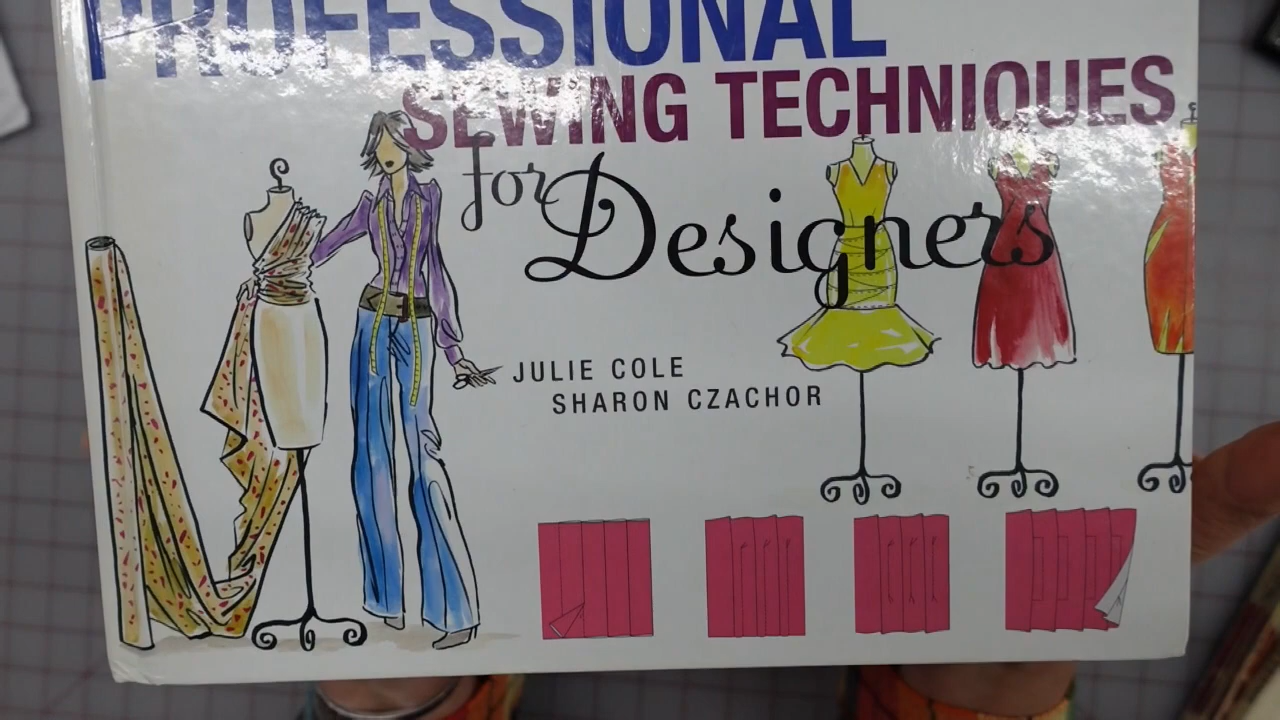 PROFESSIONAL
SEWING TECHNIQUES
for Designers
JULIE COLE
SHARON CZACHOR